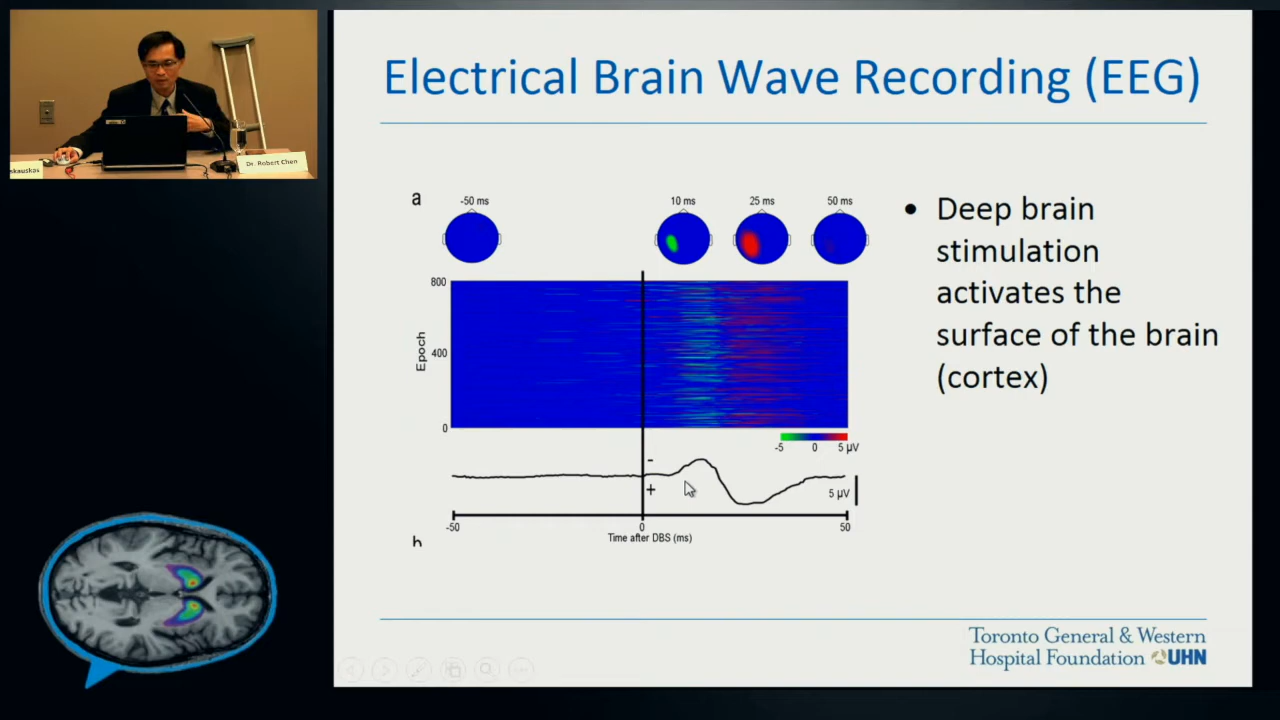 skauskas
Dr. Robert Chen
Electrical Brain Wave Recording (EEG)
a
-50 ms
10 ms
25 ms
50 ms
800
400
0
Epoch
-5 0 5 µV
-
+
5 µV
-50
0
50
Time after DBS (ms)
• Deep brain
stimulation
activates the
surface of the brain
(cortex)
Toronto General & Western
Hospital Foundation UHN